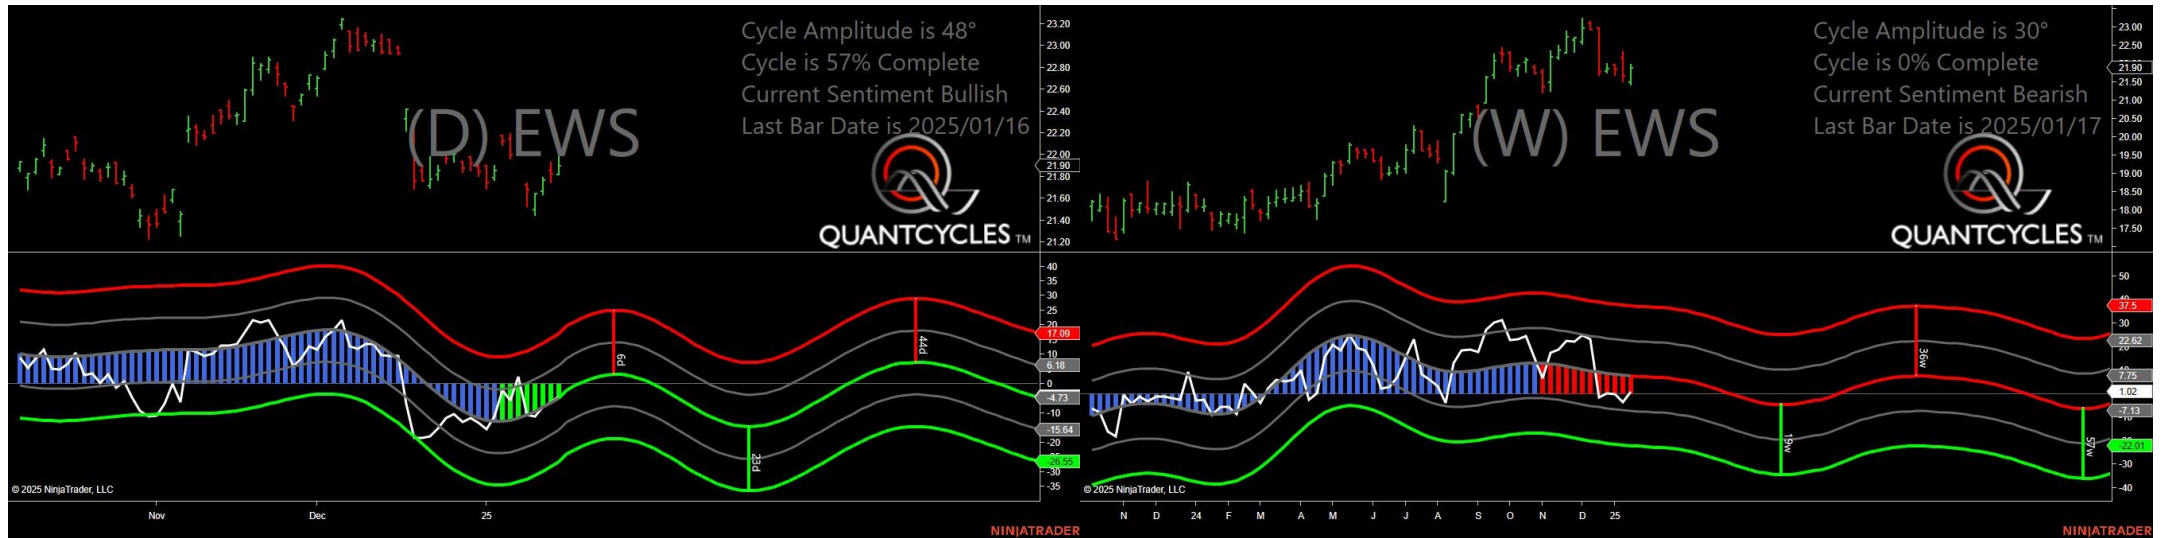 Cycle Amplitude is 48°
Cycle is 57% Complete
Current Sentiment Bullish
Last Bar Date is 2025/01/16
(D) EWS
QUANTCYCLES TM
23.20
23.00
22.80
22.60
22.40
22.20
22.00
21.90
21.80
21.60
21.40
21.20
40
35
30
25
20
17.09
15
10
6.18
0
-4.73
-10
-15.64
-20
-26.55
-30
-35
6d
44d
23d
© 2025 NinjaTrader, LLC
Nov
Dec
25
NINJATRADER
Cycle Amplitude is 30°
Cycle is 0% Complete
Current Sentiment Bearish
Last Bar Date is 2025/01/17
(W) EWS
QUANTCYCLES TM
23.00
22.50
21.90
21.50
21.00
20.50
20.00
19.50
19.00
18.50
18.00
17.50
50
37.5
30
22.62
7.75
1.02
-7.13
-22.01
-30
-40
36w
19w
57w
© 2025 NinjaTrader, LLC
N D 24 F M A M J J A S O N D 25
NINJATRADER